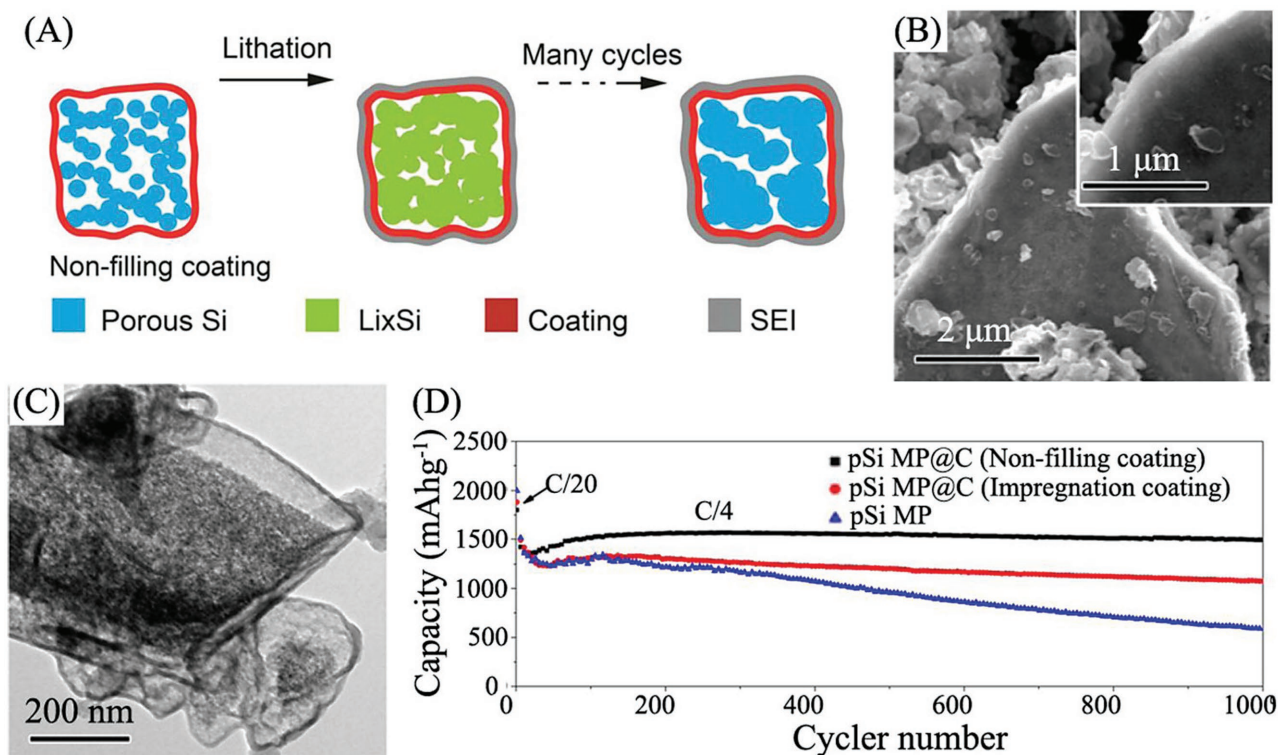 (A)
Lithation
Many cycles
Non-filling coating
Porous Si
LixSi
Coating
SEI
(B)
1 μm
2 μm
(C)
200 nm
(D)
Capacity (mAhg⁻¹)
2500
2000
1500
1000
500
0
C/20
C/4
pSi MP@C (Non-filling coating)
pSi MP@C (Impregnation coating)
pSi MP
0 200 400 600 800 1000
Cycler number